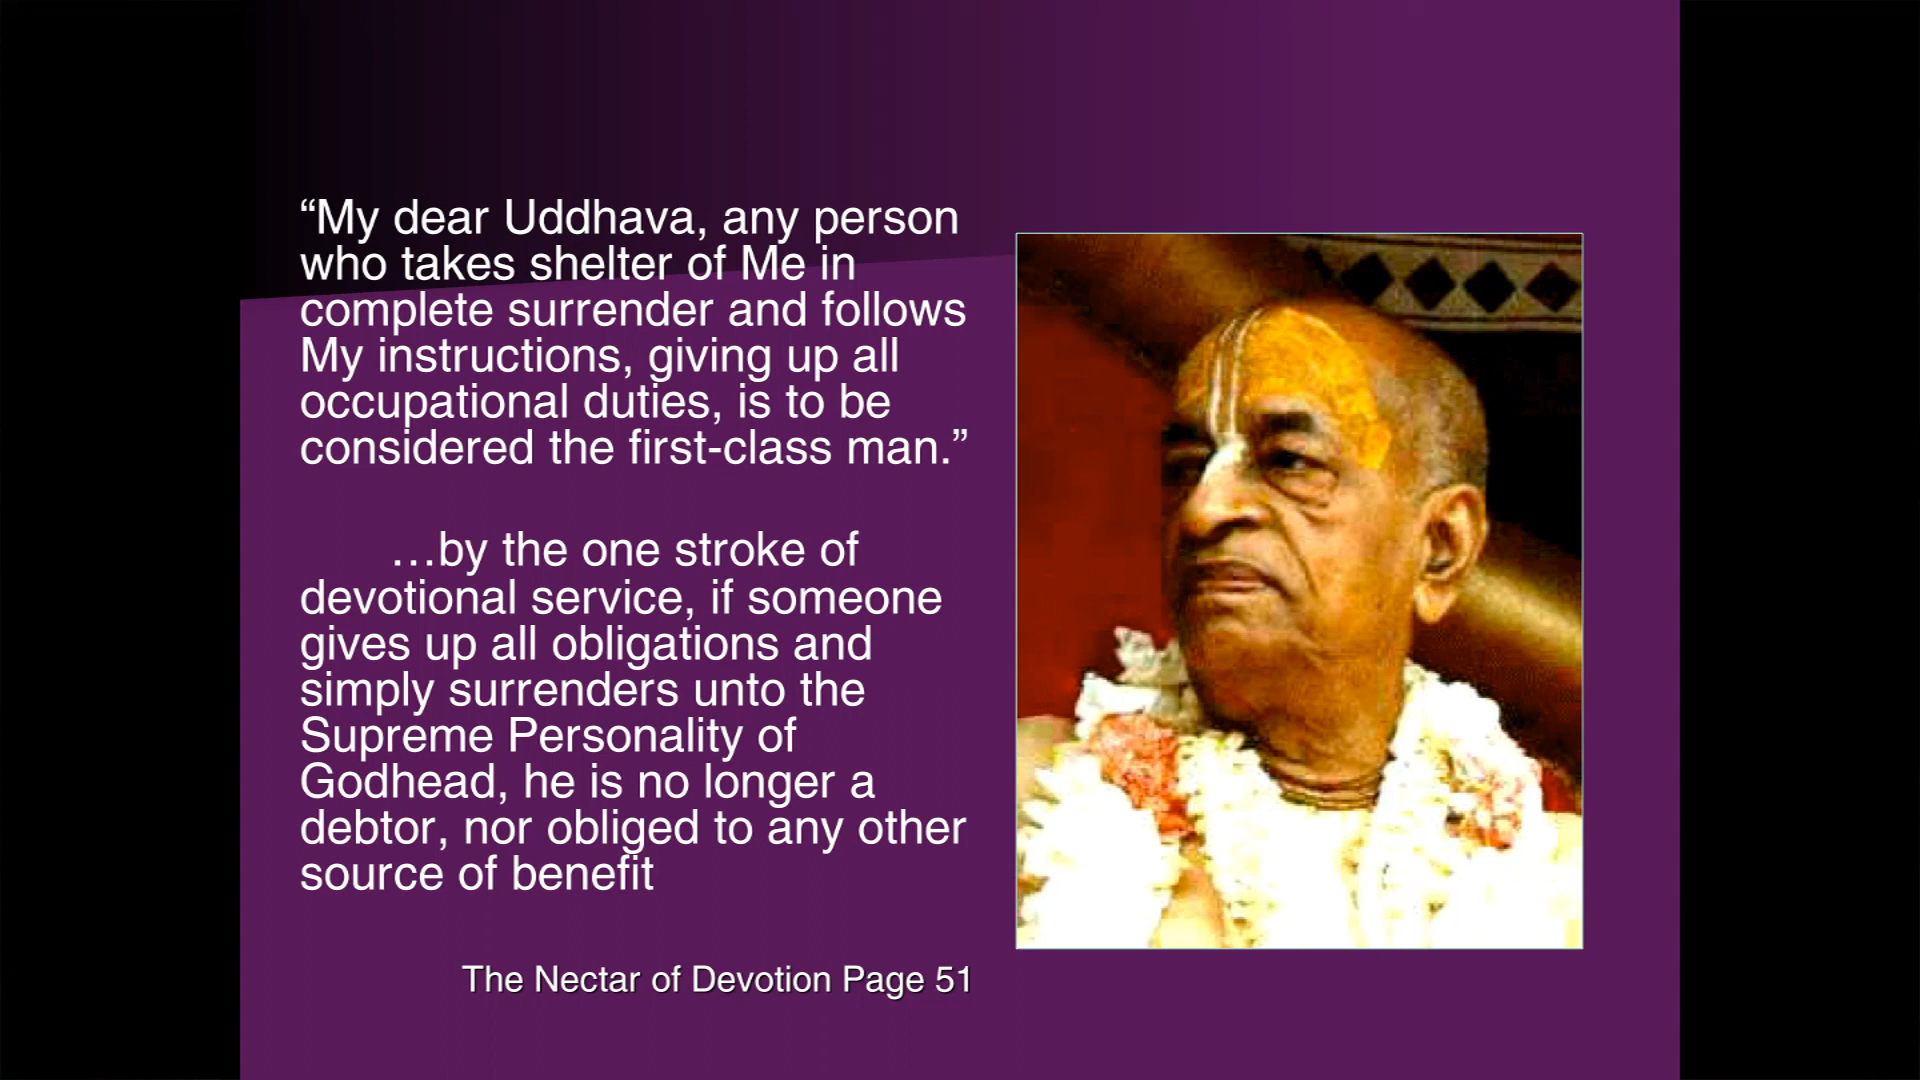 “My dear Uddhava, any person
who takes shelter of Me in
complete surrender and follows
My instructions, giving up all
occupational duties, is to be
considered the first-class man.”
…by the one stroke of
devotional service, if someone
gives up all obligations and
simply surrenders unto the
Supreme Personality of
Godhead, he is no longer a
debtor, nor obliged to any other
source of benefit
The Nectar of Devotion Page 51